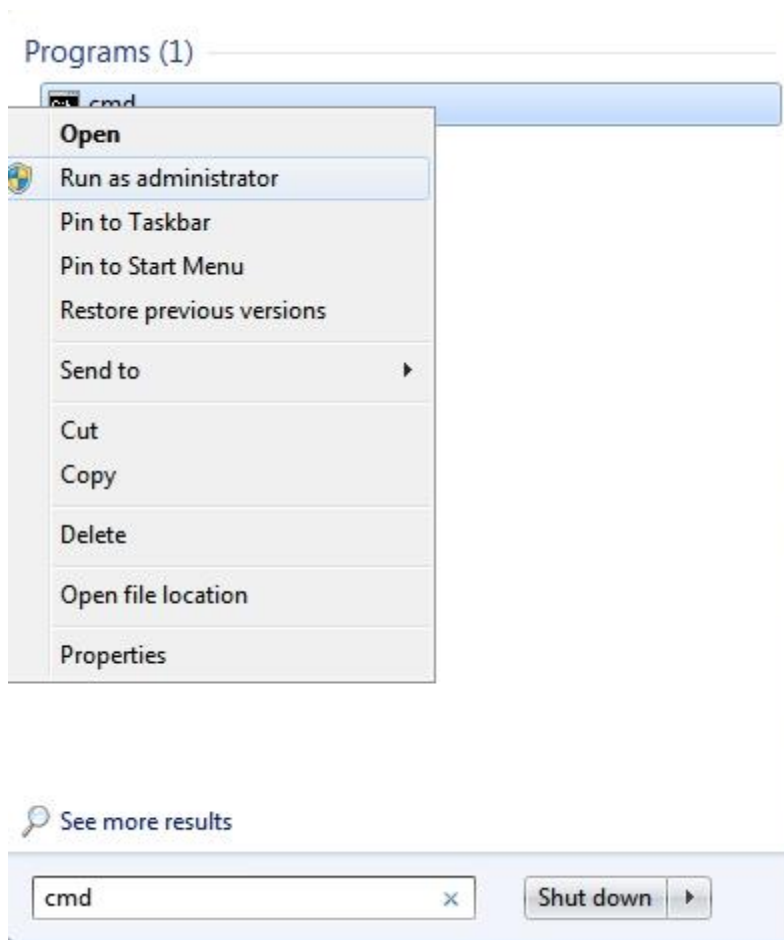 Programs (1)
cmd
Open
Run as administrator
Pin to Taskbar
Pin to Start Menu
Restore previous versions
Send to
Cut
Copy
Delete
Open file location
Properties
See more results
cmd
Shut down